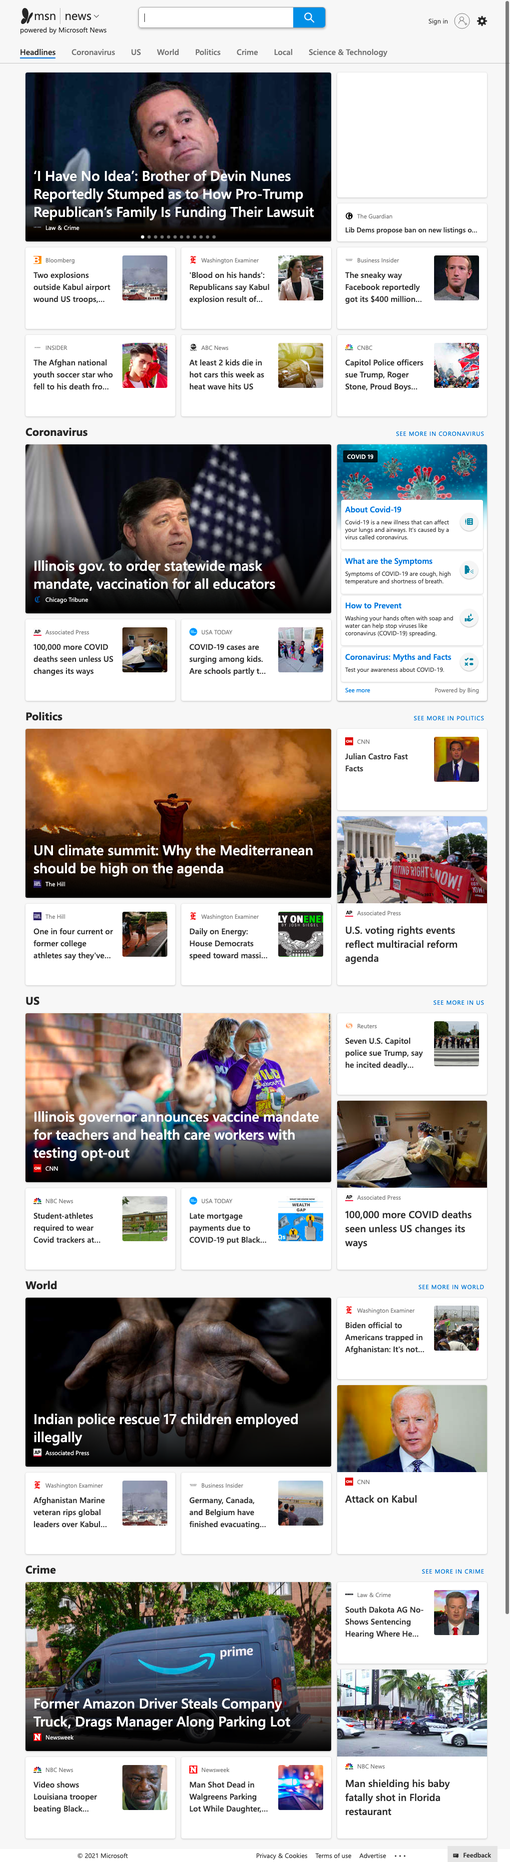 msn news
powered by Microsoft News
Sign in
Headlines Coronavirus US World Politics Crime Local Science & Technology
‘I Have No Idea’: Brother of Devin Nunes
Reportedly Stumped as to How Pro-Trump
Republican’s Family Is Funding Their Lawsuit
Law & Crime
The Guardian
Lib Dems propose ban on new listings o...
Bloomberg
Two explosions
outside Kabul airport
wound US troops,...
Washington Examiner
'Blood on his hands':
Republicans say Kabul
explosion result of...
Business Insider
The sneaky way
Facebook reportedly
got its $400 million...
INSIDER
The Afghan national
youth soccer star who
fell to his death fro...
ABC News
At least 2 kids die in
hot cars this week as
heat wave hits US
CNBC
Capitol Police officers
sue Trump, Roger
Stone, Proud Boys...
Coronavirus
SEE MORE IN CORONAVIRUS
Illinois gov. to order statewide mask
mandate, vaccination for all educators
Chicago Tribune
COVID 19
About Covid-19
Covid-19 is a new illness that can affect
your lungs and airways. It's caused by a
virus called coronavirus.
What are the Symptoms
Symptoms of COVID-19 are cough, high
temperature and shortness of breath.
How to Prevent
Washing your hands often with soap and
water can help stop viruses like
coronavirus (COVID-19) spreading.
Coronavirus: Myths and Facts
Test your awareness about COVID-19.
See more
Powered by Bing
AP Associated Press
100,000 more COVID
deaths seen unless US
changes its ways
USA TODAY
COVID-19 cases are
surging among kids.
Are schools partly t...
Politics
SEE MORE IN POLITICS
UN climate summit: Why the Mediterranean
should be high on the agenda
The Hill
CNN
Julian Castro Fast
Facts
AP Associated Press
U.S. voting rights events
reflect multiracial reform
agenda
The Hill
One in four current or
former college
athletes say they've...
Washington Examiner
Daily on Energy:
House Democrats
speed toward massi...
US
SEE MORE IN US
Illinois governor announces vaccine mandate
for teachers and health care workers with
testing opt-out
CNN
Reuters
Seven U.S. Capitol
police sue Trump, say
he incited deadly...
AP Associated Press
100,000 more COVID deaths
seen unless US changes its
ways
NBC News
Student-athletes
required to wear
Covid trackers at...
USA TODAY
Late mortgage
payments due to
COVID-19 put Black...
WEALTH
GAP
World
SEE MORE IN WORLD
Indian police rescue 17 children employed
illegally
AP Associated Press
Washington Examiner
Biden official to
Americans trapped in
Afghanistan: It's not...
CNN
Attack on Kabul
Washington Examiner
Afghanistan Marine
veteran rips global
leaders over Kabul...
Business Insider
Germany, Canada,
and Belgium have
finished evacuating...
Crime
SEE MORE IN CRIME
prime
Former Amazon Driver Steals Company
Truck, Drags Manager Along Parking Lot
Newsweek
Law & Crime
South Dakota AG No-
Shows Sentencing
Hearing Where He...
NBC News
Man shielding his baby
fatally shot in Florida
restaurant
NBC News
Video shows
Louisiana trooper
beating Black...
Newsweek
Man Shot Dead in
Walgreens Parking
Lot While Daughter,...
© 2021 Microsoft
Privacy & Cookies Terms of use Advertise
Feedback